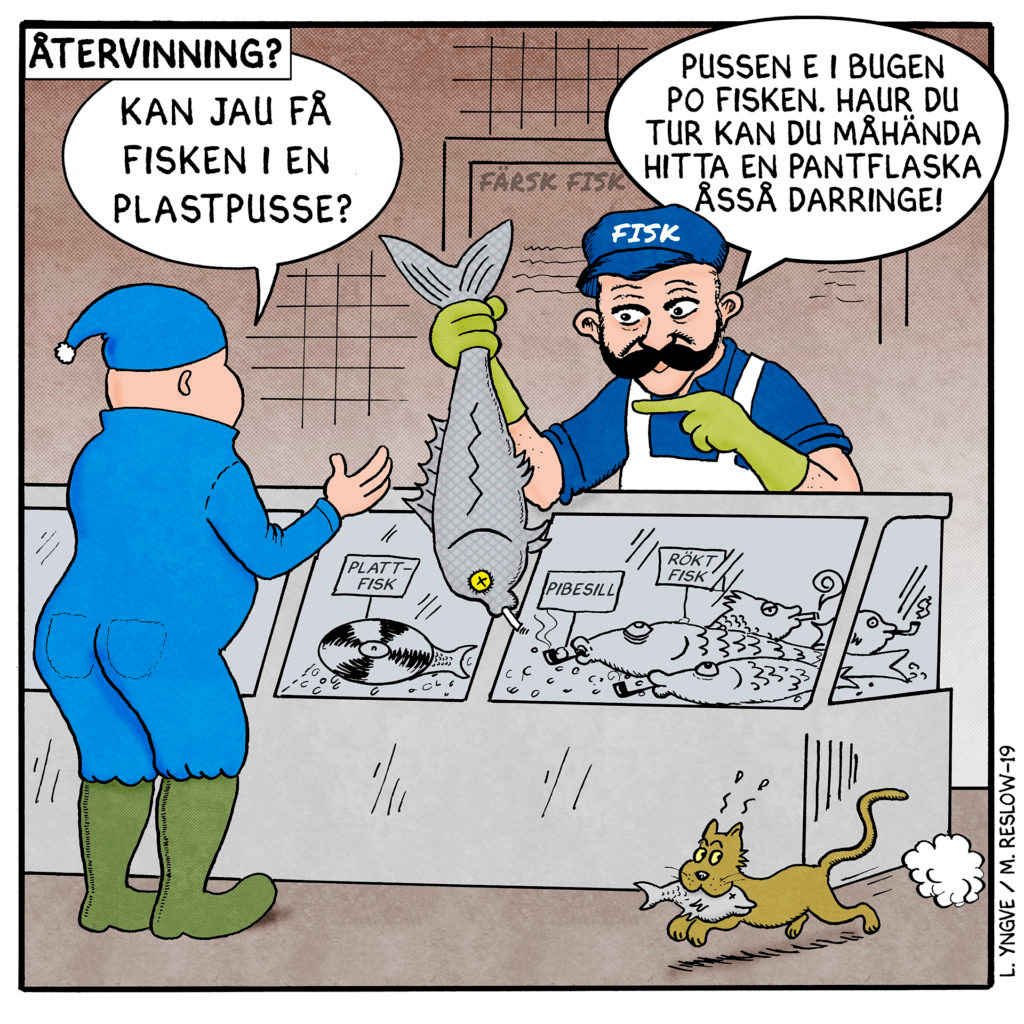 ÅTERVINNING?
KAN JAU FÅ
FISKEN I EN
PLASTPUSSE?
PUSSEN E I BUGEN
PO FISKEN. HAUR DU
TUR KAN DU MÅHÄNDA
HITTA EN PANTFLASKA
ÅSSÅ DARRINGE!
FÄRSK FISK
FISK
PLATT-
FISK
PIBESILL
RÖKT
FISK
L. YNGVE / M. RESLOW-19